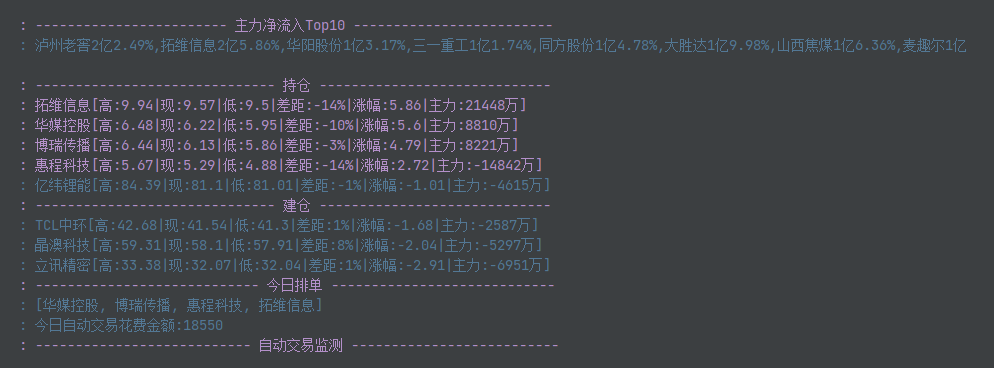 : ------------------------ 主力净流入Top10 -------------------------
: 泸州老窖2亿2.49%,拓维信息2亿5.86%,华阳股份1亿3.17%,三一重工1亿1.74%,同方股份1亿4.78%,大胜达1亿9.98%,山西焦煤1亿6.36%,麦趣尔1亿
: ------------------------------ 持仓 -----------------------------
: 拓维信息[高:9.94|现:9.57|低:9.5|差距:-14%|涨幅:5.86|主力:21448万]
: 华媒控股[高:6.48|现:6.22|低:5.95|差距:-10%|涨幅:5.6|主力:8810万]
: 博瑞传播[高:6.44|现:6.13|低:5.86|差距:-3%|涨幅:4.79|主力:8221万]
: 惠程科技[高:5.67|现:5.29|低:4.88|差距:-14%|涨幅:2.72|主力:-14842万]
: 亿纬锂能[高:84.39|现:81.1|低:81.01|差距:-1%|涨幅:-1.01|主力:-4615万]
: ------------------------------ 建仓 -----------------------------
: TCL中环[高:42.68|现:41.54|低:41.3|差距:1%|涨幅:-1.68|主力:-2587万]
: 晶澳科技[高:59.31|现:58.1|低:57.91|差距:8%|涨幅:-2.04|主力:-5297万]
: 立讯精密[高:33.38|现:32.07|低:32.04|差距:1%|涨幅:-2.91|主力:-6951万]
: ---------------------------- 今日排单 ----------------------------
: [华媒控股, 博瑞传播, 惠程科技, 拓维信息]
: 今日自动交易花费金额:18550
: --------------------------- 自动交易监测 --------------------------